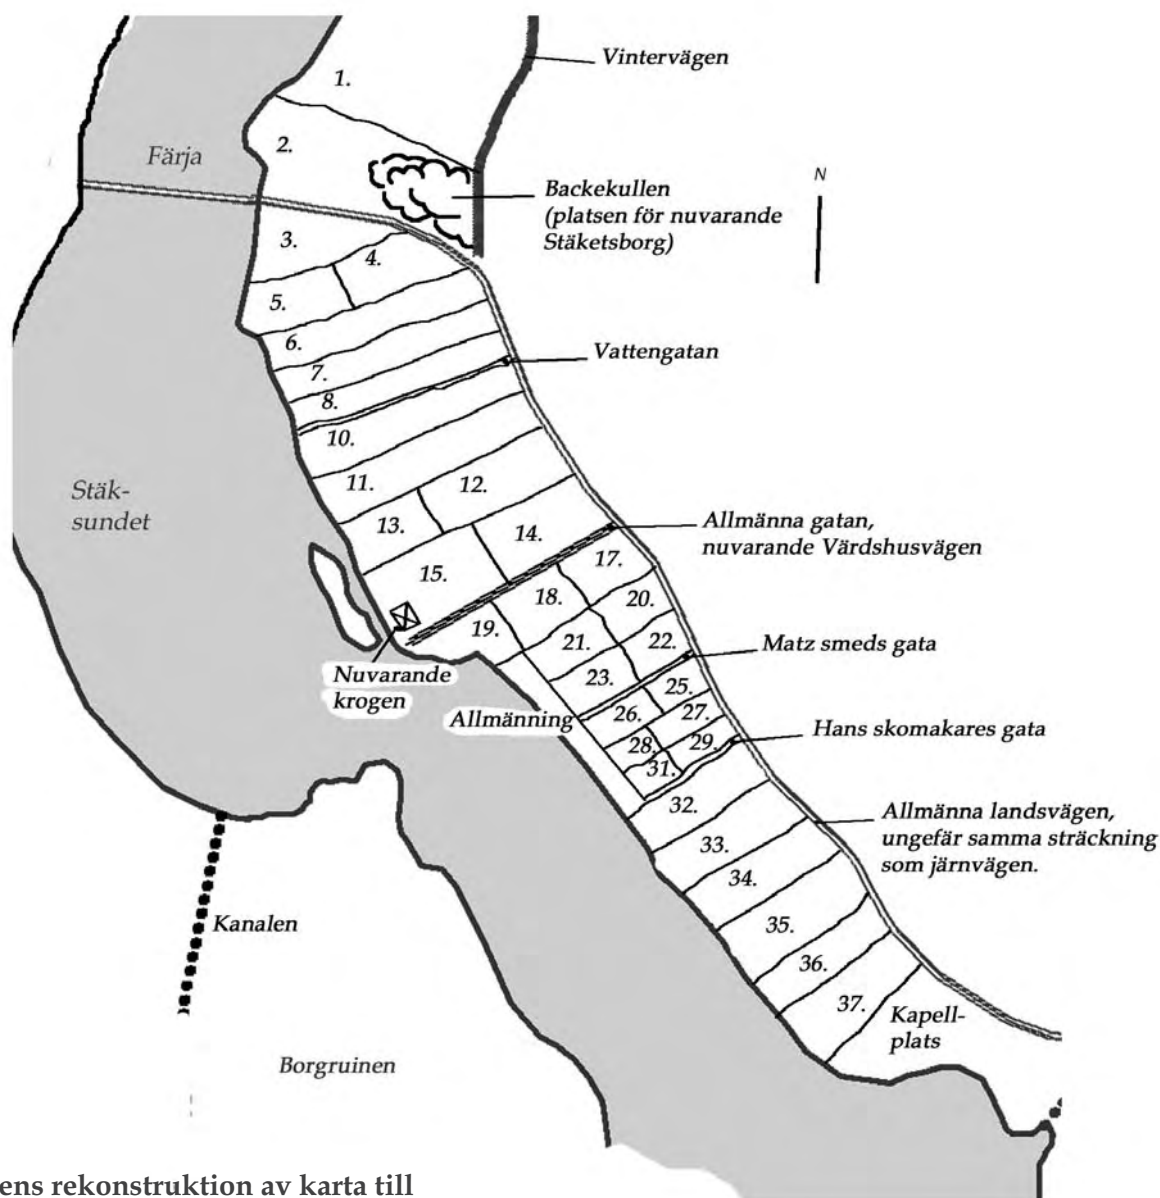 Vintervägen
1.
2.
Färja
N
Backekullen
(platsen för nuvarande
Stäketsborg)
3.
4.
5.
6.
Vattengatan
7.
8.
10.
11.
12.
Stäk-
sundet
13.
14.
Allmänna gatan,
nuvarande Värdshusvägen
15.
17.
18.
20.
19.
21.
22.
Matz smeds gata
Nuvarande
krogen
23.
25.
Allmänning
26.
27.
Hans skomakares gata
28.
29.
31.
32.
Allmänna landsvägen,
ungefär samma sträckning
som järnvägen.
33.
34.
Kanalen
35.
36.
37.
Kapell-
plats
Borgruinen
ens rekonstruktion av karta till